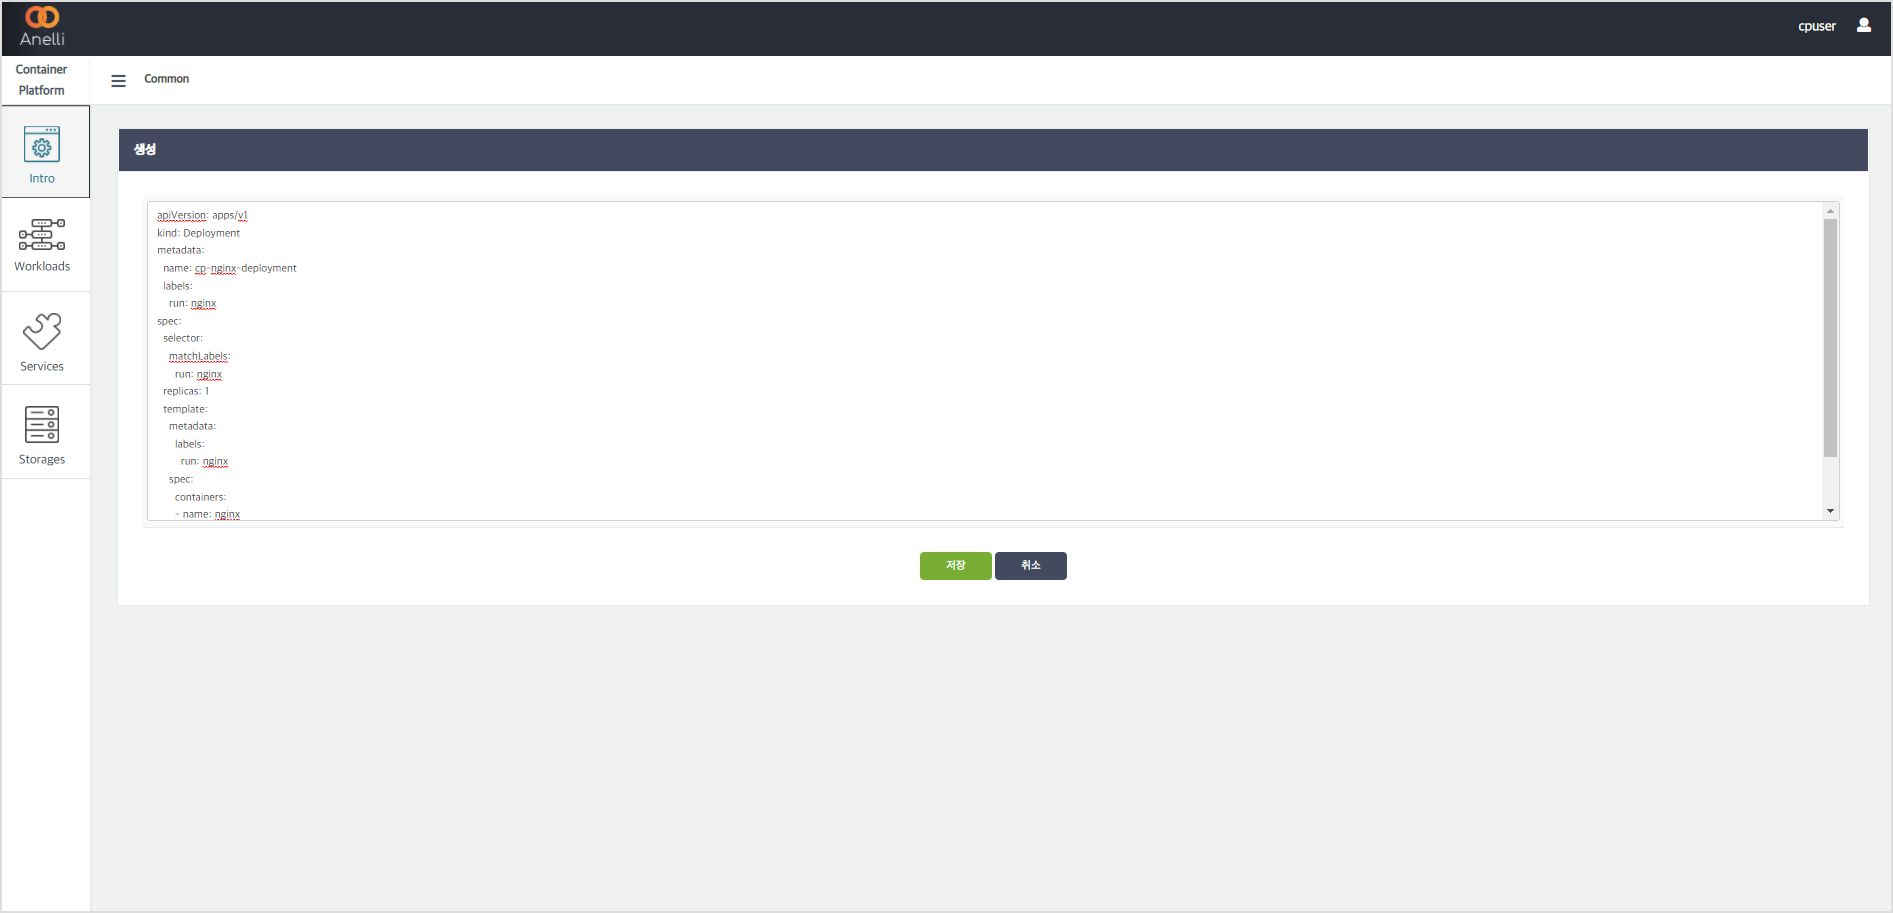 Anelli
cpuser
Container
Platform
Common
Intro
Workloads
Services
Storages
생성
apiVersion: apps/v1
kind: Deployment
metadata:
  name: cp-nginx-deployment
  labels:
    run: nginx
spec:
  selector:
    matchLabels:
      run: nginx
  replicas: 1
  template:
    metadata:
      labels:
        run: nginx
    spec:
      containers:
      - name: nginx
저장 취소